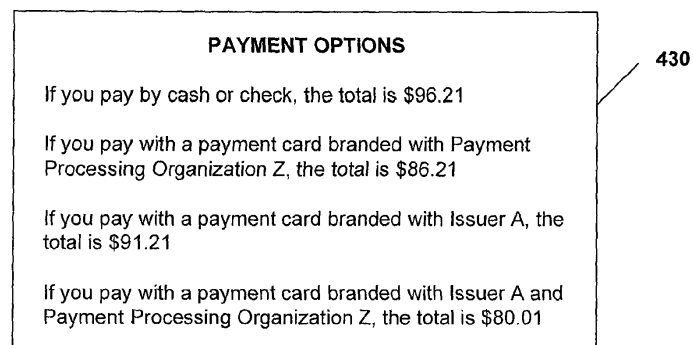 PAYMENT OPTIONS
430
If you pay by cash or check, the total is $96.21
If you pay with a payment card branded with Payment
Processing Organization Z, the total is $86.21
If you pay with a payment card branded with Issuer A, the
total is $91.21
If you pay with a payment card branded with Issuer A and
Payment Processing Organization Z, the total is $80.01